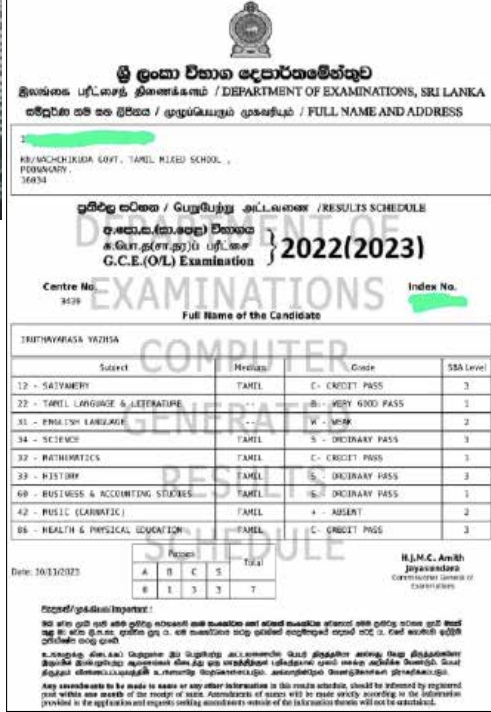 ශ්‍රී ලංකා විභාග දෙපාර්තමේන්තුව
இலங்கை பரீட்சைத் திணைக்களம் / DEPARTMENT OF EXAMINATIONS, SRI LANKA
සම්පූර්ණ නම සහ ලිපිනය / முழுப்பெயரும் முகவரியும் / FULL NAME AND ADDRESS
KN/NACHCHIKUDA GOVT. TAMIL MIXED SCHOOL ,
POONAKARY.
ප්‍රතිඵල සටහන / பெறுபேற்று அட்டவணை /RESULTS SCHEDULE
අ.පො.ස.(සා.පෙළ) විභාගය
க.பொ.த(சா.தர)ப் பரீட்சை
G.C.E.(O/L) Examination } 2022(2023)
DEPARTMENT OF
EXAMINATIONS
COMPUTER
GENERATED
RESULTS
SCHEDULE
Centre No. Index No.
3439
Full Name of the Candidate
IRUTHAYARASA
Subject Medium Grade SBA Level
12 - SAIVANERY TAMIL C- CREDIT PASS 3
22 - TAMIL LANGUAGE & LITERATURE -- B - VERY GOOD PASS 1
31 - ENGLISH LANGUAGE -- W - WEAK 2
34 - SCIENCE TAMIL S - ORDINARY PASS 3
32 - MATHEMATICS TAMIL C- CREDIT PASS 1
33 - HISTORY TAMIL S - ORDINARY PASS 3
60 - BUSINESS & ACCOUNTING STUDIES TAMIL S - ORDINARY PASS 1
42 - MUSIC (CARNATIC) TAMIL + - ABSENT 2
86 - HEALTH & PHYSICAL EDUCATION TAMIL C- CREDIT PASS 3
Passes Total
A B C S
0 1 3 3 7
Date: 30/11/2023
H.J.M.C. Amith
Jayasundara
Commissioner General of
Examinations
වැදගත්/முக்கியம்/Important :
Any amendments to be made to name or any other information in this results schedule, should be informed by registered
post within one month of the receipt of same. Amendments of names will be made strictly according to the information
provided in the application and requests seeking amendments outside of the information therein will not be entertained.